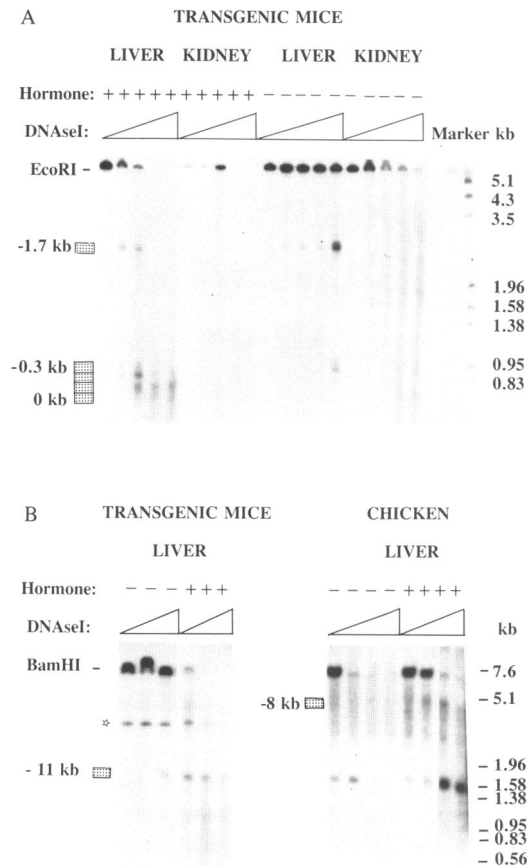 A
TRANSGENIC MICE
LIVER KIDNEY LIVER KIDNEY
Hormone: + + + + + + + + + + – – – – – – – – – –
DNAseI: Marker kb
EcoRI –
5.1
4.3
3.5
-1.7 kb
1.96
1.58
1.38
-0.3 kb
0.95
0.83
0 kb
B
TRANSGENIC MICE CHICKEN
LIVER LIVER
Hormone: – – – + + + – – – – + + + +
DNAseI: kb
BamHI –
– 7.6
-8 kb
– 5.1
☆
- 11 kb
– 1.96
– 1.58
– 1.38
– 0.95
– 0.83
– 0.56